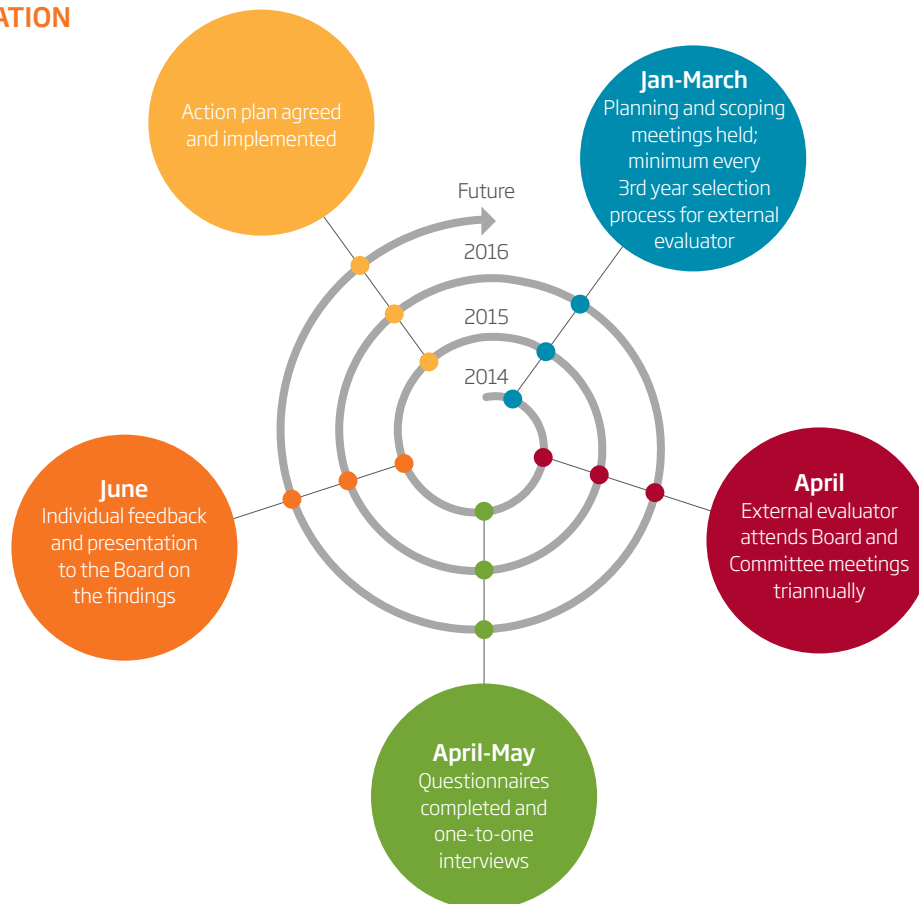 ATION
Action plan agreed
and implemented
Jan-March
Planning and scoping
meetings held;
minimum every
3rd year selection
process for external
evaluator
Future
2016
2015
2014
June
Individual feedback
and presentation
to the Board on
the findings
April
External evaluator
attends Board and
Committee meetings
triannually
April-May
Questionnaires
completed and
one-to-one
interviews